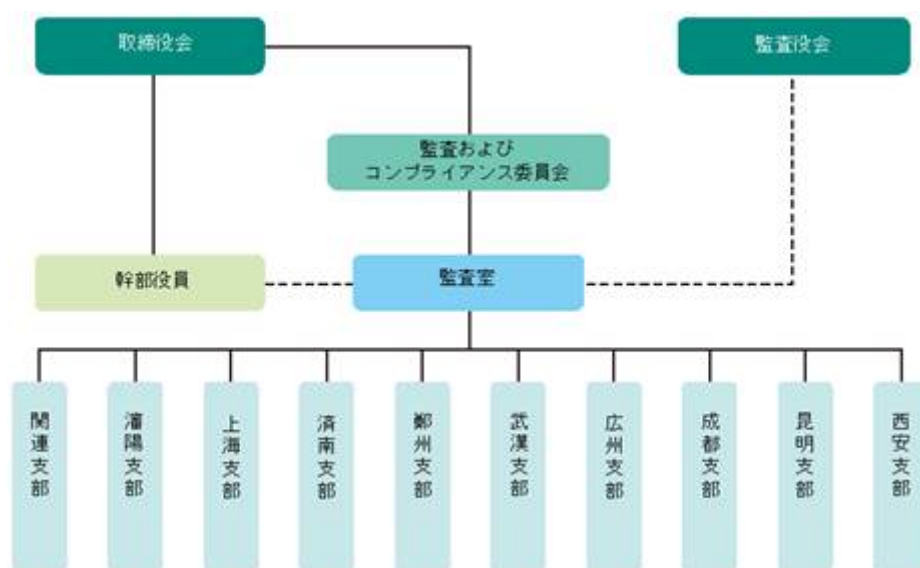 取締役会
監査役会
監査および
コンプライアンス委員会
幹部役員
監査室
関連支部
瀋陽支部
上海支部
済南支部
鄭州支部
武漢支部
広州支部
成都支部
昆明支部
西安支部